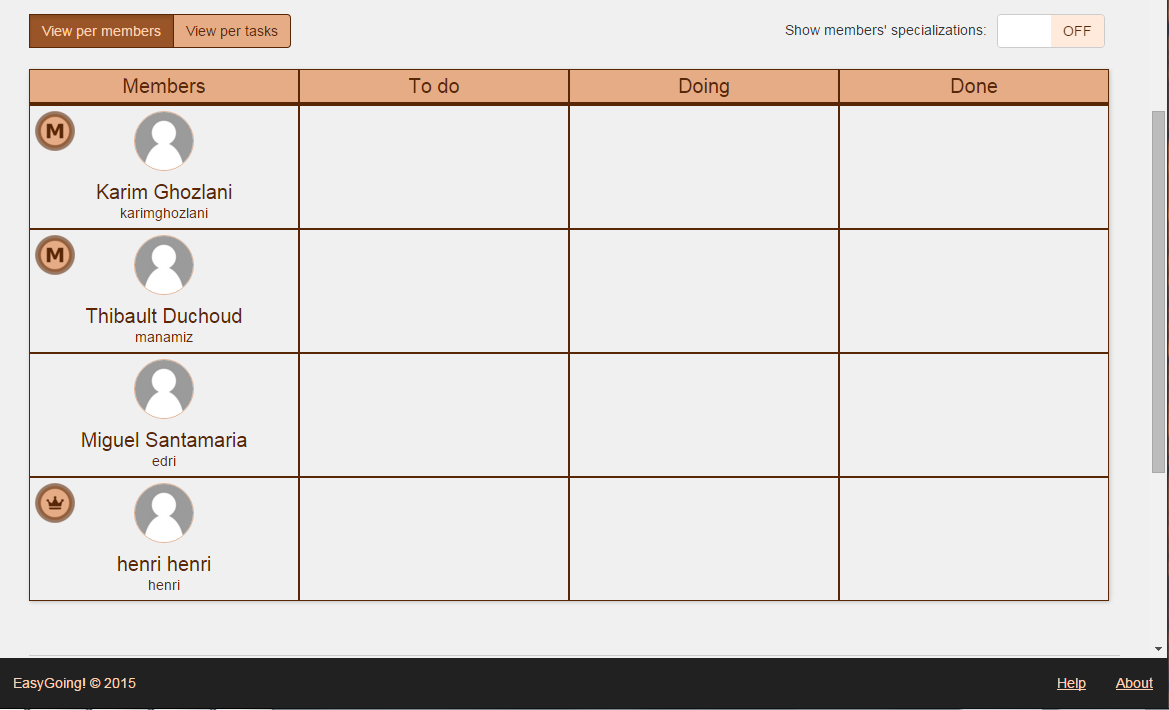 View per members View per tasks Show members' specializations: OFF
Members To do Doing Done
M
Karim Ghozlani
karimghozlani
M
Thibault Duchoud
manamiz
Miguel Santamaria
edri
henri henri
henri
EasyGoing! © 2015 Help About